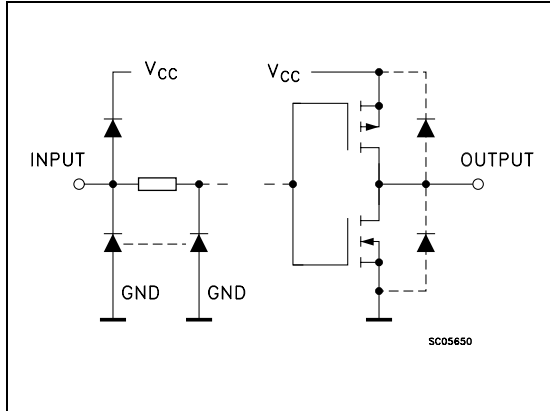 VCC
VCC
INPUT
OUTPUT
GND
GND
SC05650